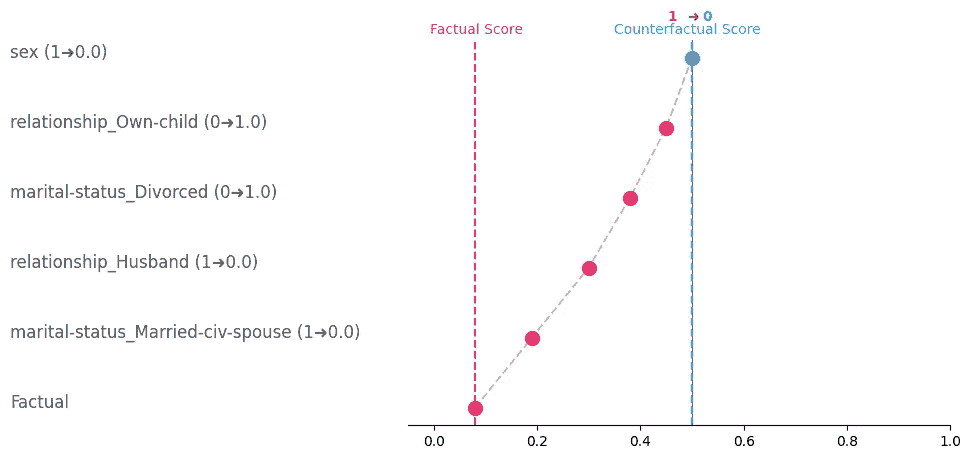 1 ➔ 0
Factual Score
Counterfactual Score
sex (1➔0.0)
relationship_Own-child (0➔1.0)
marital-status_Divorced (0➔1.0)
relationship_Husband (1➔0.0)
marital-status_Married-civ-spouse (1➔0.0)
Factual
0.0 0.2 0.4 0.6 0.8 1.0